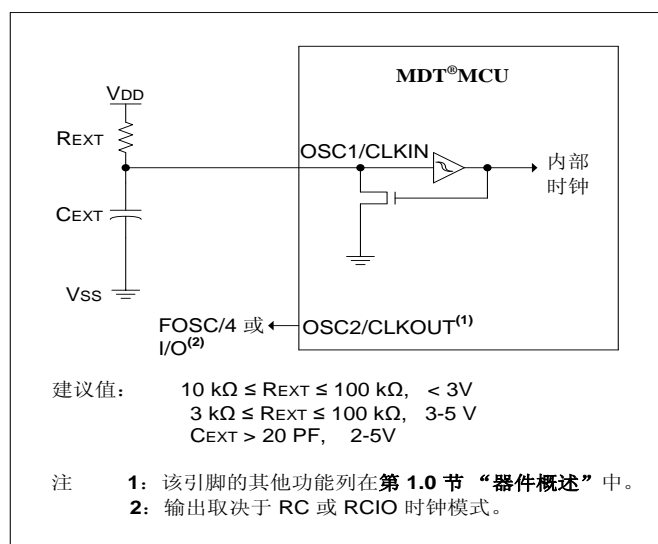 MDT®MCU
VDD
REXT
OSC1/CLKIN
内部
时钟
CEXT
VSS
FOSC/4 或
I/O(2)
OSC2/CLKOUT(1)
建议值: 10 kΩ ≤ REXT ≤ 100 kΩ, < 3V
3 kΩ ≤ REXT ≤ 100 kΩ, 3-5 V
CEXT > 20 PF, 2-5V
注 1: 该引脚的其他功能列在第 1.0 节 “器件概述”中。
2: 输出取决于 RC 或 RCIO 时钟模式。